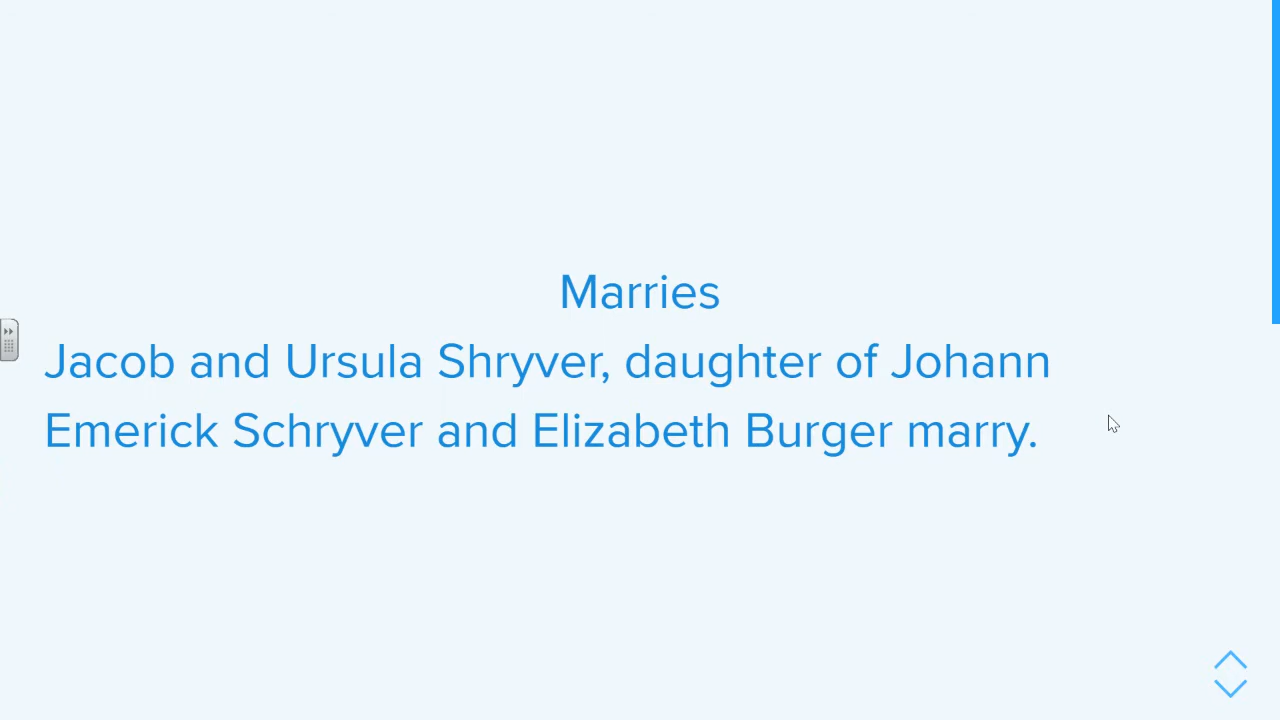 Marries
Jacob and Ursula Shryver, daughter of Johann
Emerick Schryver and Elizabeth Burger marry.